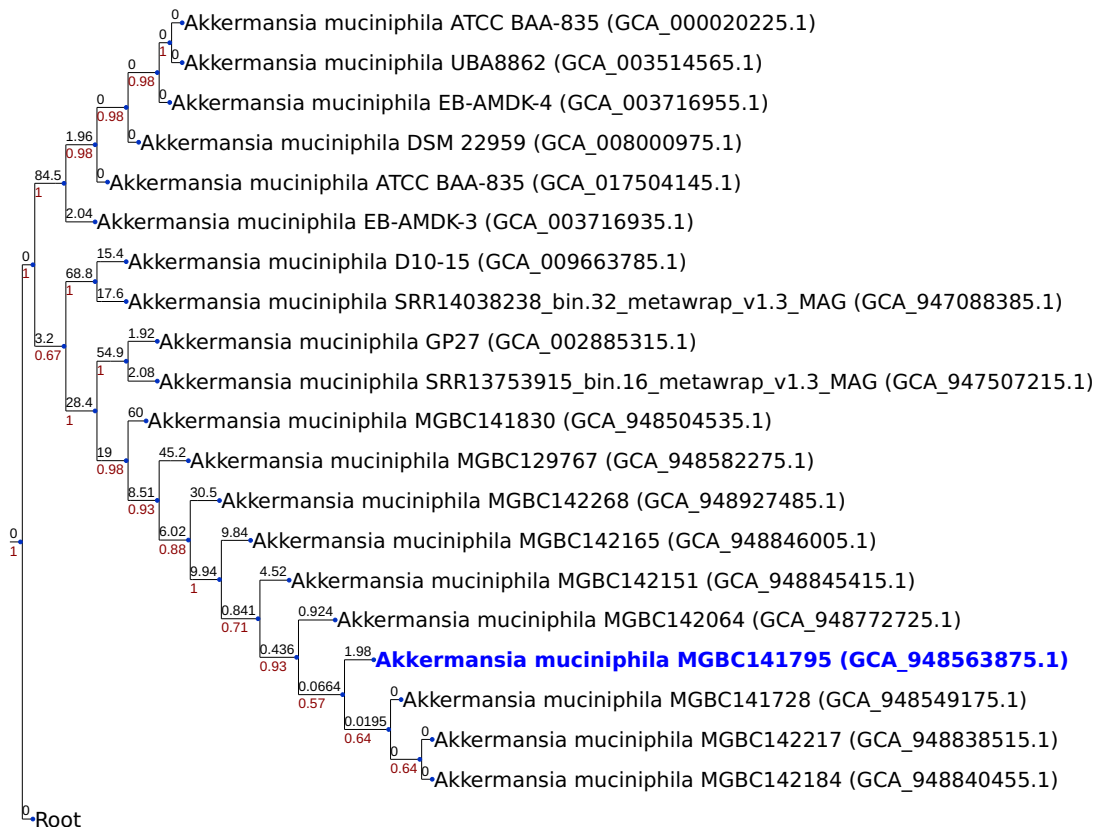 0
Akkermansia muciniphila ATCC BAA-835 (GCA_000020225.1)
0
1
0
Akkermansia muciniphila UBA8862 (GCA_003514565.1)
0
0.98
0
Akkermansia muciniphila EB-AMDK-4 (GCA_003716955.1)
0
0.98
0
Akkermansia muciniphila DSM 22959 (GCA_008000975.1)
1.96
0.98
0
Akkermansia muciniphila ATCC BAA-835 (GCA_017504145.1)
84.5
1
2.04
Akkermansia muciniphila EB-AMDK-3 (GCA_003716935.1)
0
1
15.4
Akkermansia muciniphila D10-15 (GCA_009663785.1)
68.8
1
17.6
Akkermansia muciniphila SRR14038238_bin.32_metawrap_v1.3_MAG (GCA_947088385.1)
3.2
0.67
1.92
Akkermansia muciniphila GP27 (GCA_002885315.1)
54.9
1
2.08
Akkermansia muciniphila SRR13753915_bin.16_metawrap_v1.3_MAG (GCA_947507215.1)
28.4
1
60
Akkermansia muciniphila MGBC141830 (GCA_948504535.1)
19
0.98
45.2
Akkermansia muciniphila MGBC129767 (GCA_948582275.1)
8.51
0.93
30.5
Akkermansia muciniphila MGBC142268 (GCA_948927485.1)
6.02
0.88
9.84
Akkermansia muciniphila MGBC142165 (GCA_948846005.1)
0
1
9.94
1
4.52
Akkermansia muciniphila MGBC142151 (GCA_948845415.1)
0.841
0.71
0.924
Akkermansia muciniphila MGBC142064 (GCA_948772725.1)
0.436
0.93
1.98
Akkermansia muciniphila MGBC141795 (GCA_948563875.1)
0.0664
0.57
0
Akkermansia muciniphila MGBC141728 (GCA_948549175.1)
0.0195
0.64
0
Akkermansia muciniphila MGBC142217 (GCA_948838515.1)
0
0.64
0
Akkermansia muciniphila MGBC142184 (GCA_948840455.1)
0
Root